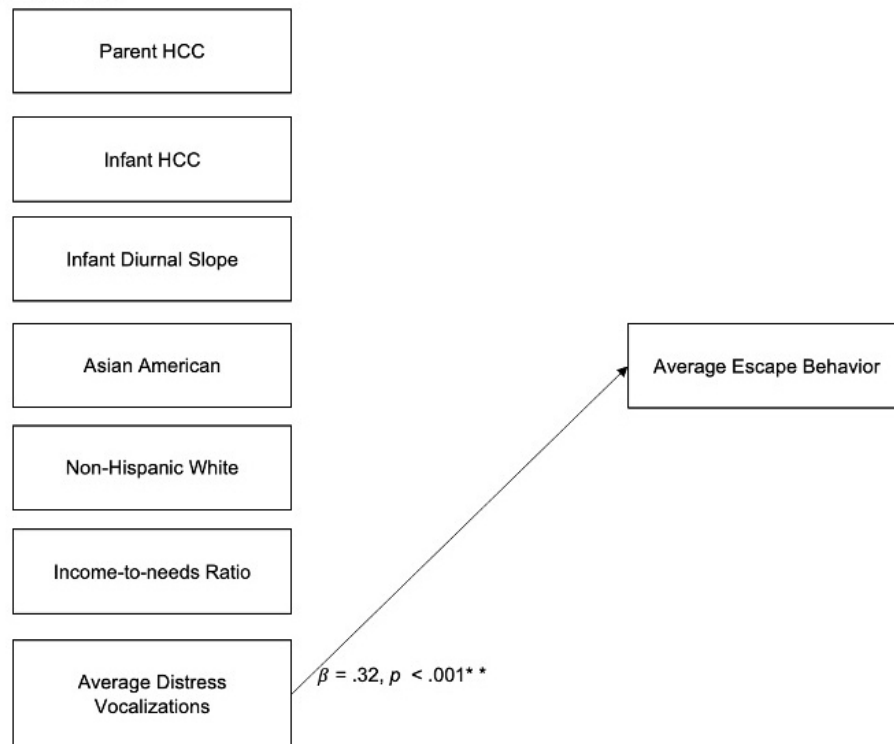 Parent HCC
Infant HCC
Infant Diurnal Slope
Asian American
Average Escape Behavior
Non-Hispanic White
Income-to-needs Ratio
Average Distress
Vocalizations
β = .32, p < .001* *